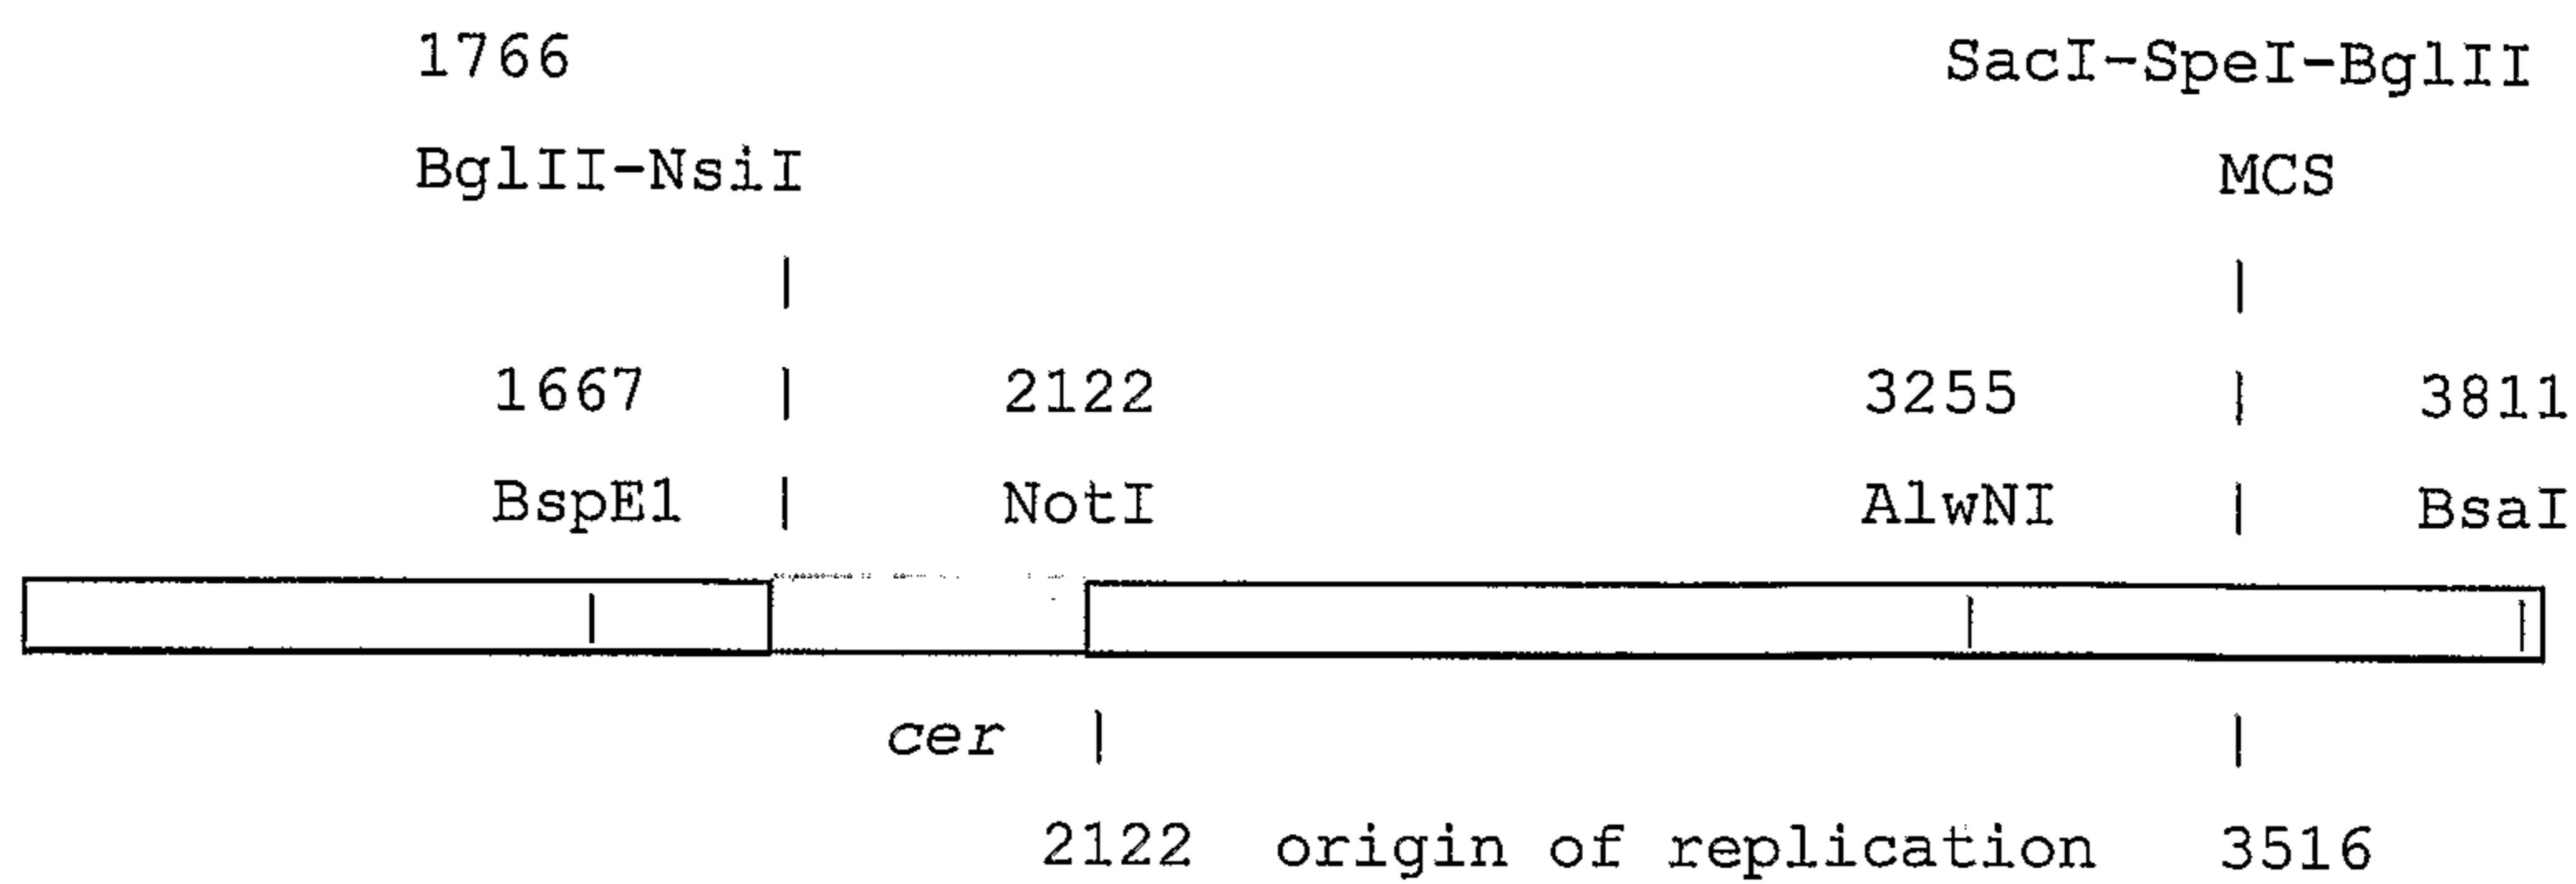 1766 SacI-SpeI-BglII
BglII-NsiI MCS
1667 2122 3255 3811
BspE1 NotI AlwNI BsaI
cer
2122 origin of replication 3516